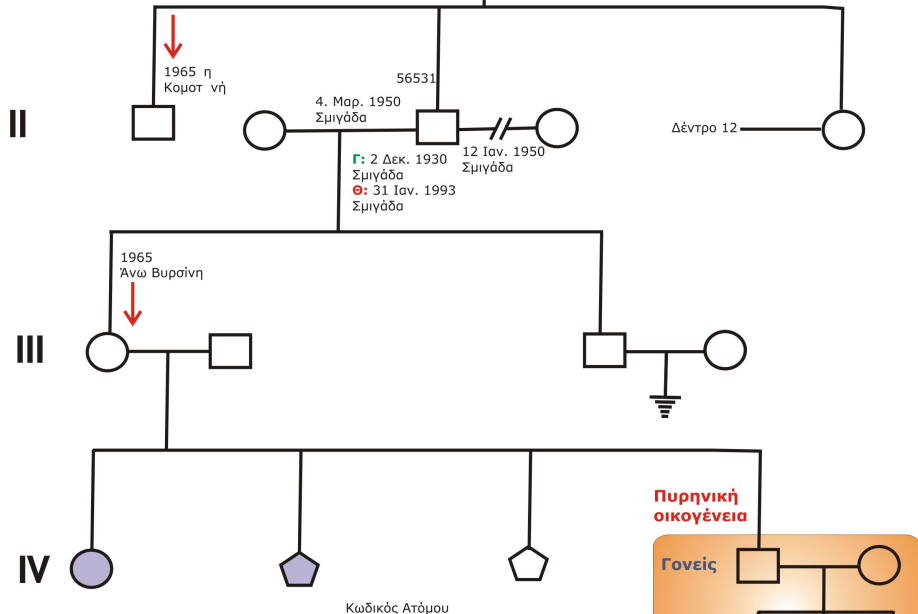 1965 η
Κομοτ νή
56531
4. Μαρ. 1950
Σμιγάδα
II
Δέντρο 12
12 Ιαν. 1950
Σμιγάδα
Γ: 2 Δεκ. 1930
Σμιγάδα
Θ: 31 Ιαν. 1993
Σμιγάδα
1965
Άνω Βυρσίνη
III
Πυρηνική
οικογένεια
IV
Γονείς
Κωδικός Ατόμου